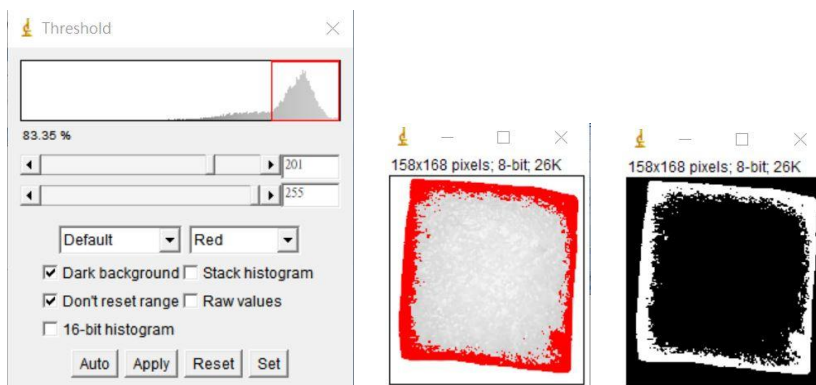 Threshold
83.35 %
201
255
Default Red
Dark background Stack histogram
Don't reset range Raw values
16-bit histogram
Auto Apply Reset Set
158x168 pixels; 8-bit; 26K
158x168 pixels; 8-bit; 26K